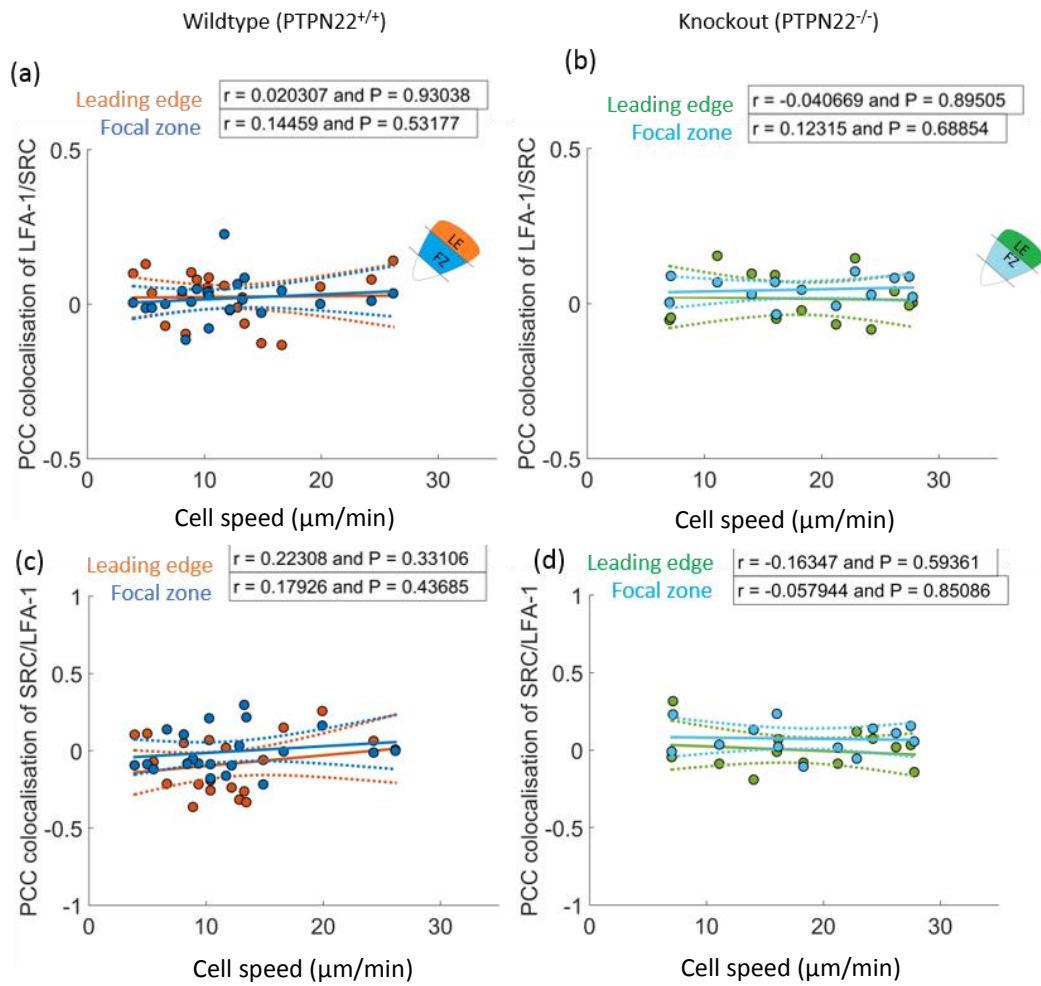 Wildtype (PTPN22+/+)
Knockout (PTPN22-/-)
(a)
Leading edge
r = 0.020307 and P = 0.93038
Focal zone
r = 0.14459 and P = 0.53177
PCC colocalisation of LFA-1/SRC
0.5
0
-0.5
0
10
20
30
Cell speed (µm/min)
LE
FZ
(b)
Leading edge
r = -0.040669 and P = 0.89505
Focal zone
r = 0.12315 and P = 0.68854
PCC colocalisation of LFA-1/SRC
0.5
0
-0.5
0
10
20
30
Cell speed (µm/min)
LE
FZ
(c)
Leading edge
r = 0.22308 and P = 0.33106
Focal zone
r = 0.17926 and P = 0.43685
PCC colocalisation of SRC/LFA-1
1
0.5
0
-0.5
-1
0
10
20
30
Cell speed (µm/min)
(d)
Leading edge
r = -0.16347 and P = 0.59361
Focal zone
r = -0.057944 and P = 0.85086
PCC colocalisation of SRC/LFA-1
1
0.5
0
-0.5
-1
0
10
20
30
Cell speed (µm/min)